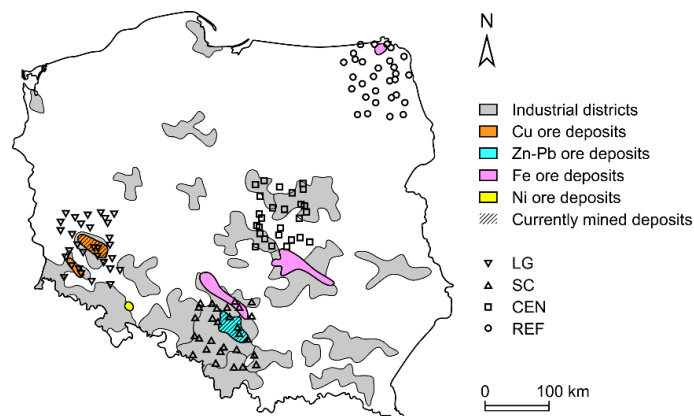 N
Industrial districts
Cu ore deposits
Zn-Pb ore deposits
Fe ore deposits
Ni ore deposits
Currently mined deposits
LG
SC
CEN
REF
0 100 km